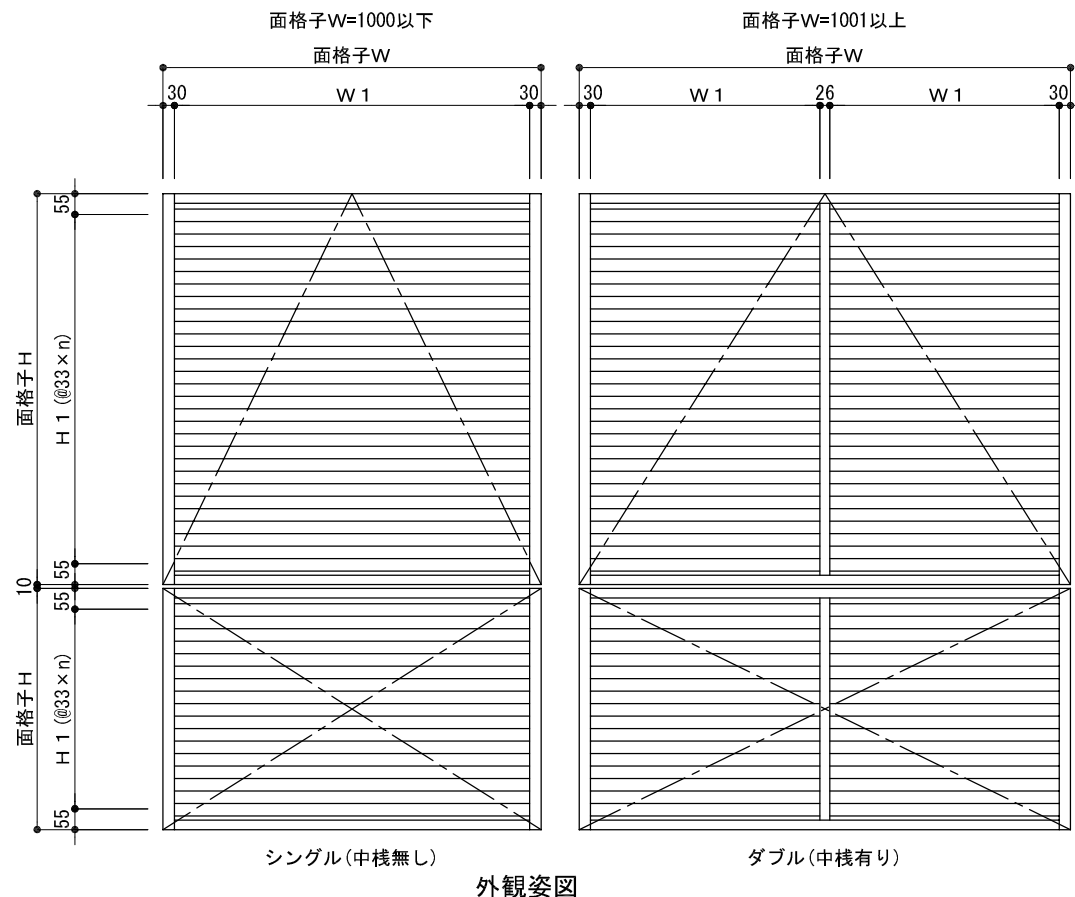 面格子W=1000以下
面格子W=1001以上
面格子W
面格子W
30 W1 30
30 W1 26 W1 30
55
H1(@33×n)
面格子H
55
10
55
H1(@33×n)
面格子H
55
シングル(中桟無し)
ダブル(中桟有り)
外観姿図